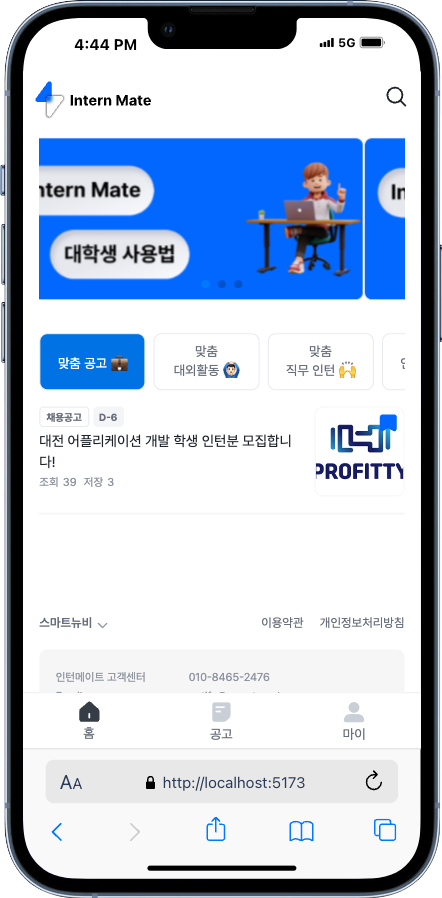 4:44 PM
5G
Intern Mate
ntern Mate
In
대학생 사용법
맞춤 공고 💼
맞춤
대외활동 🙆🏻‍♂️
맞춤
직무 인턴 🙌
채용공고
D-6
대전 어플리케이션 개발 학생 인턴분 모집합니
다!
조회 39 저장 3
PROFITTY
스마트뉴비
이용약관
개인정보처리방침
인턴메이트 고객센터
010-8465-2476
홈
공고
마이
AA
http://localhost:5173